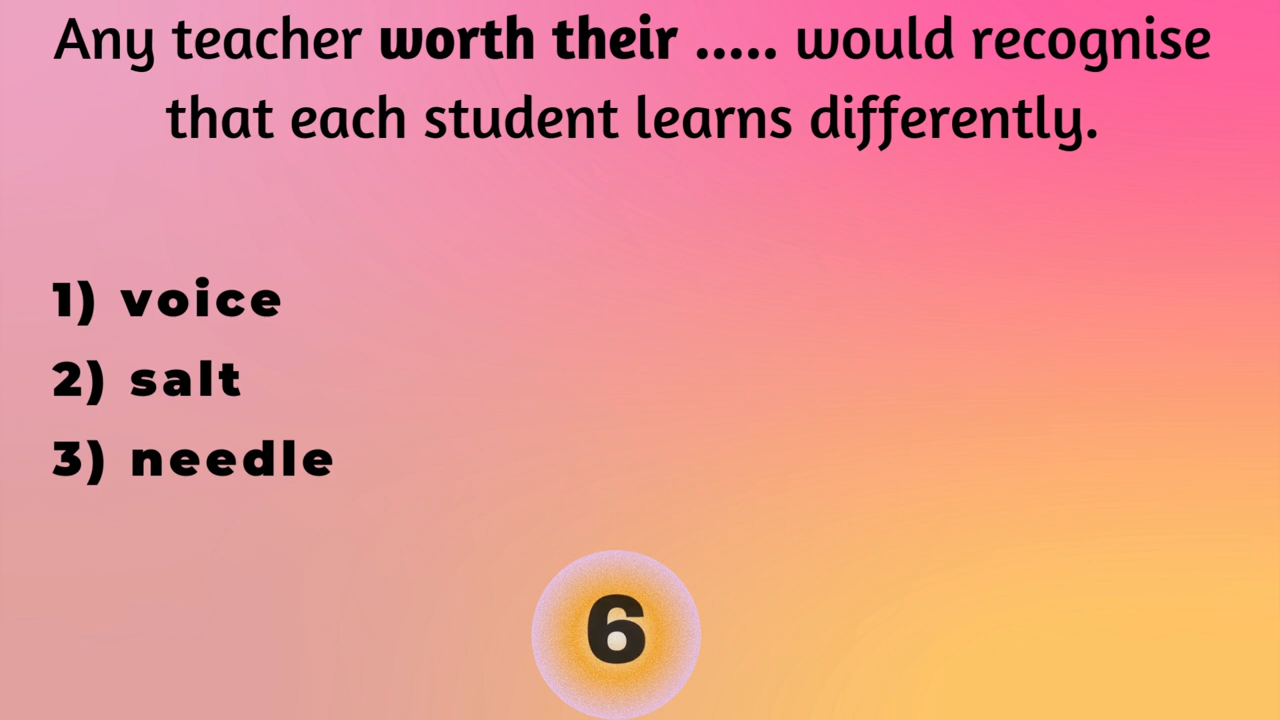 Any teacher worth their ..... would recognise
that each student learns differently.
1) voice
2) salt
3) needle
6